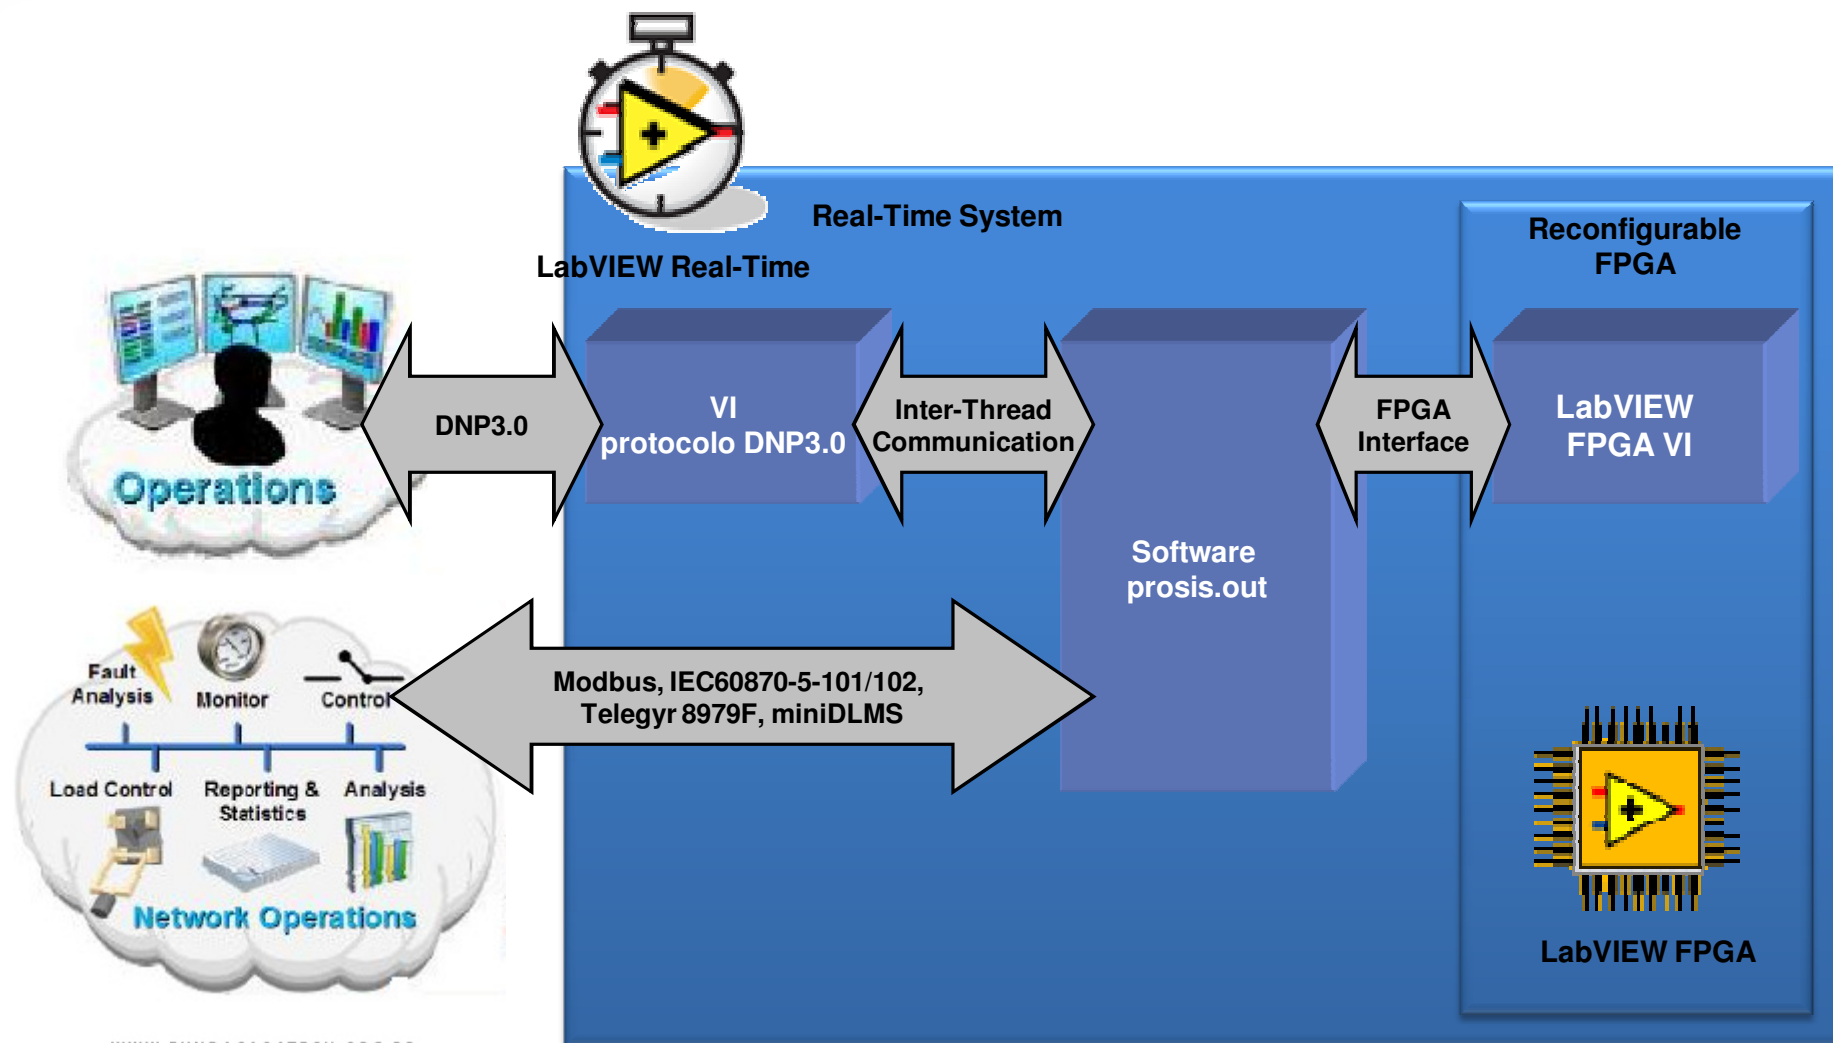 Real-Time System
Reconfigurable
FPGA
LabVIEW Real-Time
DNP3.0
VI
protocolo DNP3.0
Inter-Thread
Communication
FPGA
Interface
LabVIEW
FPGA VI
Operations
Software
prosis.out
Modbus, IEC60870-5-101/102,
Telegyr 8979F, miniDLMS
Fault
Analysis
Monitor
Control
Load Control
Reporting &
Statistics
Analysis
Network Operations
LabVIEW FPGA